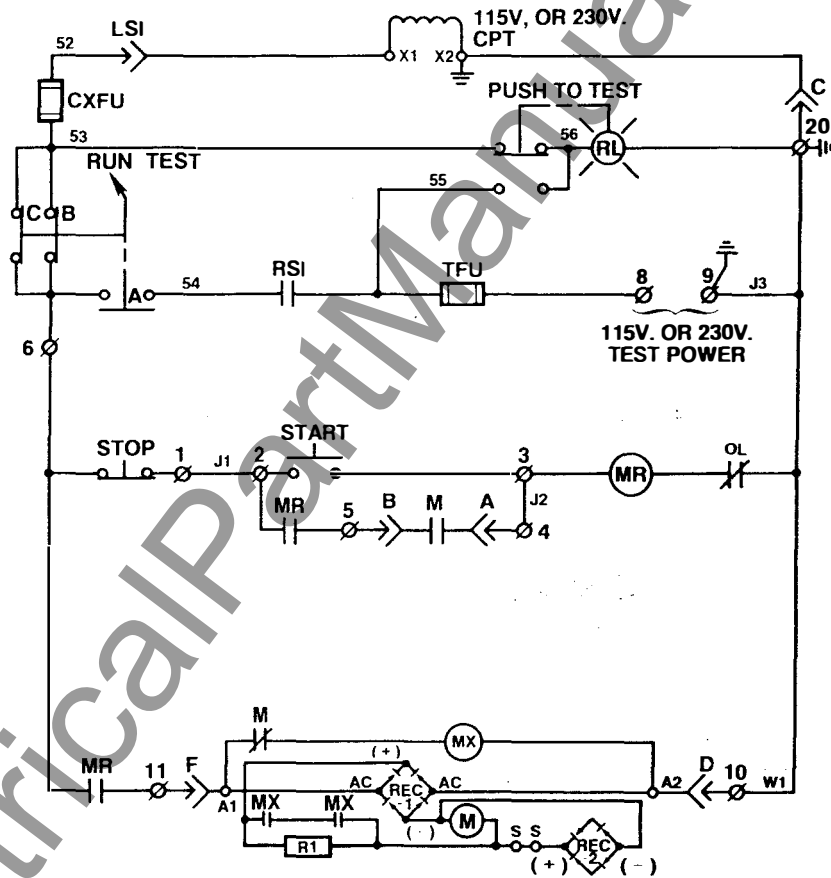 115V, OR 230V.
CPT
52
LSI
X1
X2
CXFU
PUSH TO TEST
C
53
56
RL
20
RUN TEST
55
C
B
A
54
RSI
TFU
8
9
J3
115V. OR 230V.
TEST POWER
6
STOP
1
J1
2
START
3
MR
OL
MR
5
B
M
A
J2
4
M
MX
MR
11
F
A1
(+)
AC
REC
1
AC
A2
D
10
W1
MX
MX
(-)
M
R1
S
S
(+)
REC
2
(-)
tricalPartManua